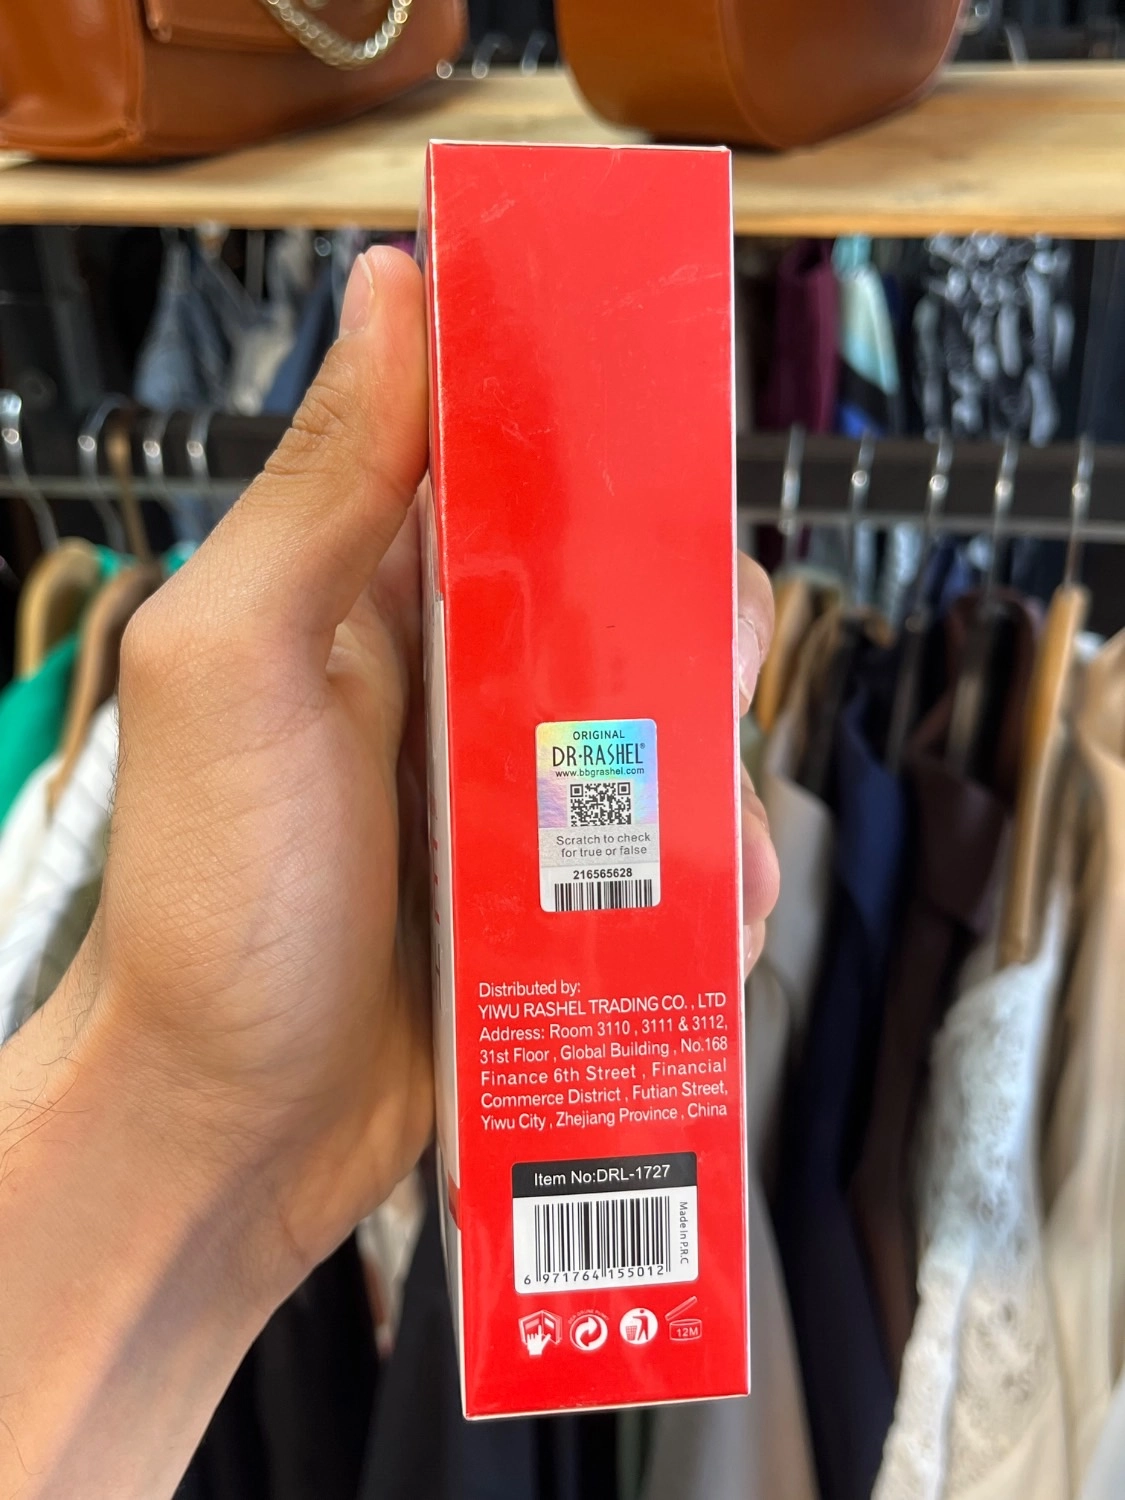 ORIGINAL
DR·RASHEL®
www.bbgrashel.com
Scratch to check
for true or false
216565628
Distributed by:
YIWU RASHEL TRADING CO. , LTD
Address: Room 3110 , 3111 & 3112,
31st Floor , Global Building , No.168
Finance 6th Street , Financial
Commerce District , Futian Street,
Yiwu City , Zhejiang Province , China
Item No:DRL-1727
Made In P.R.C
6 971764 155012
12M